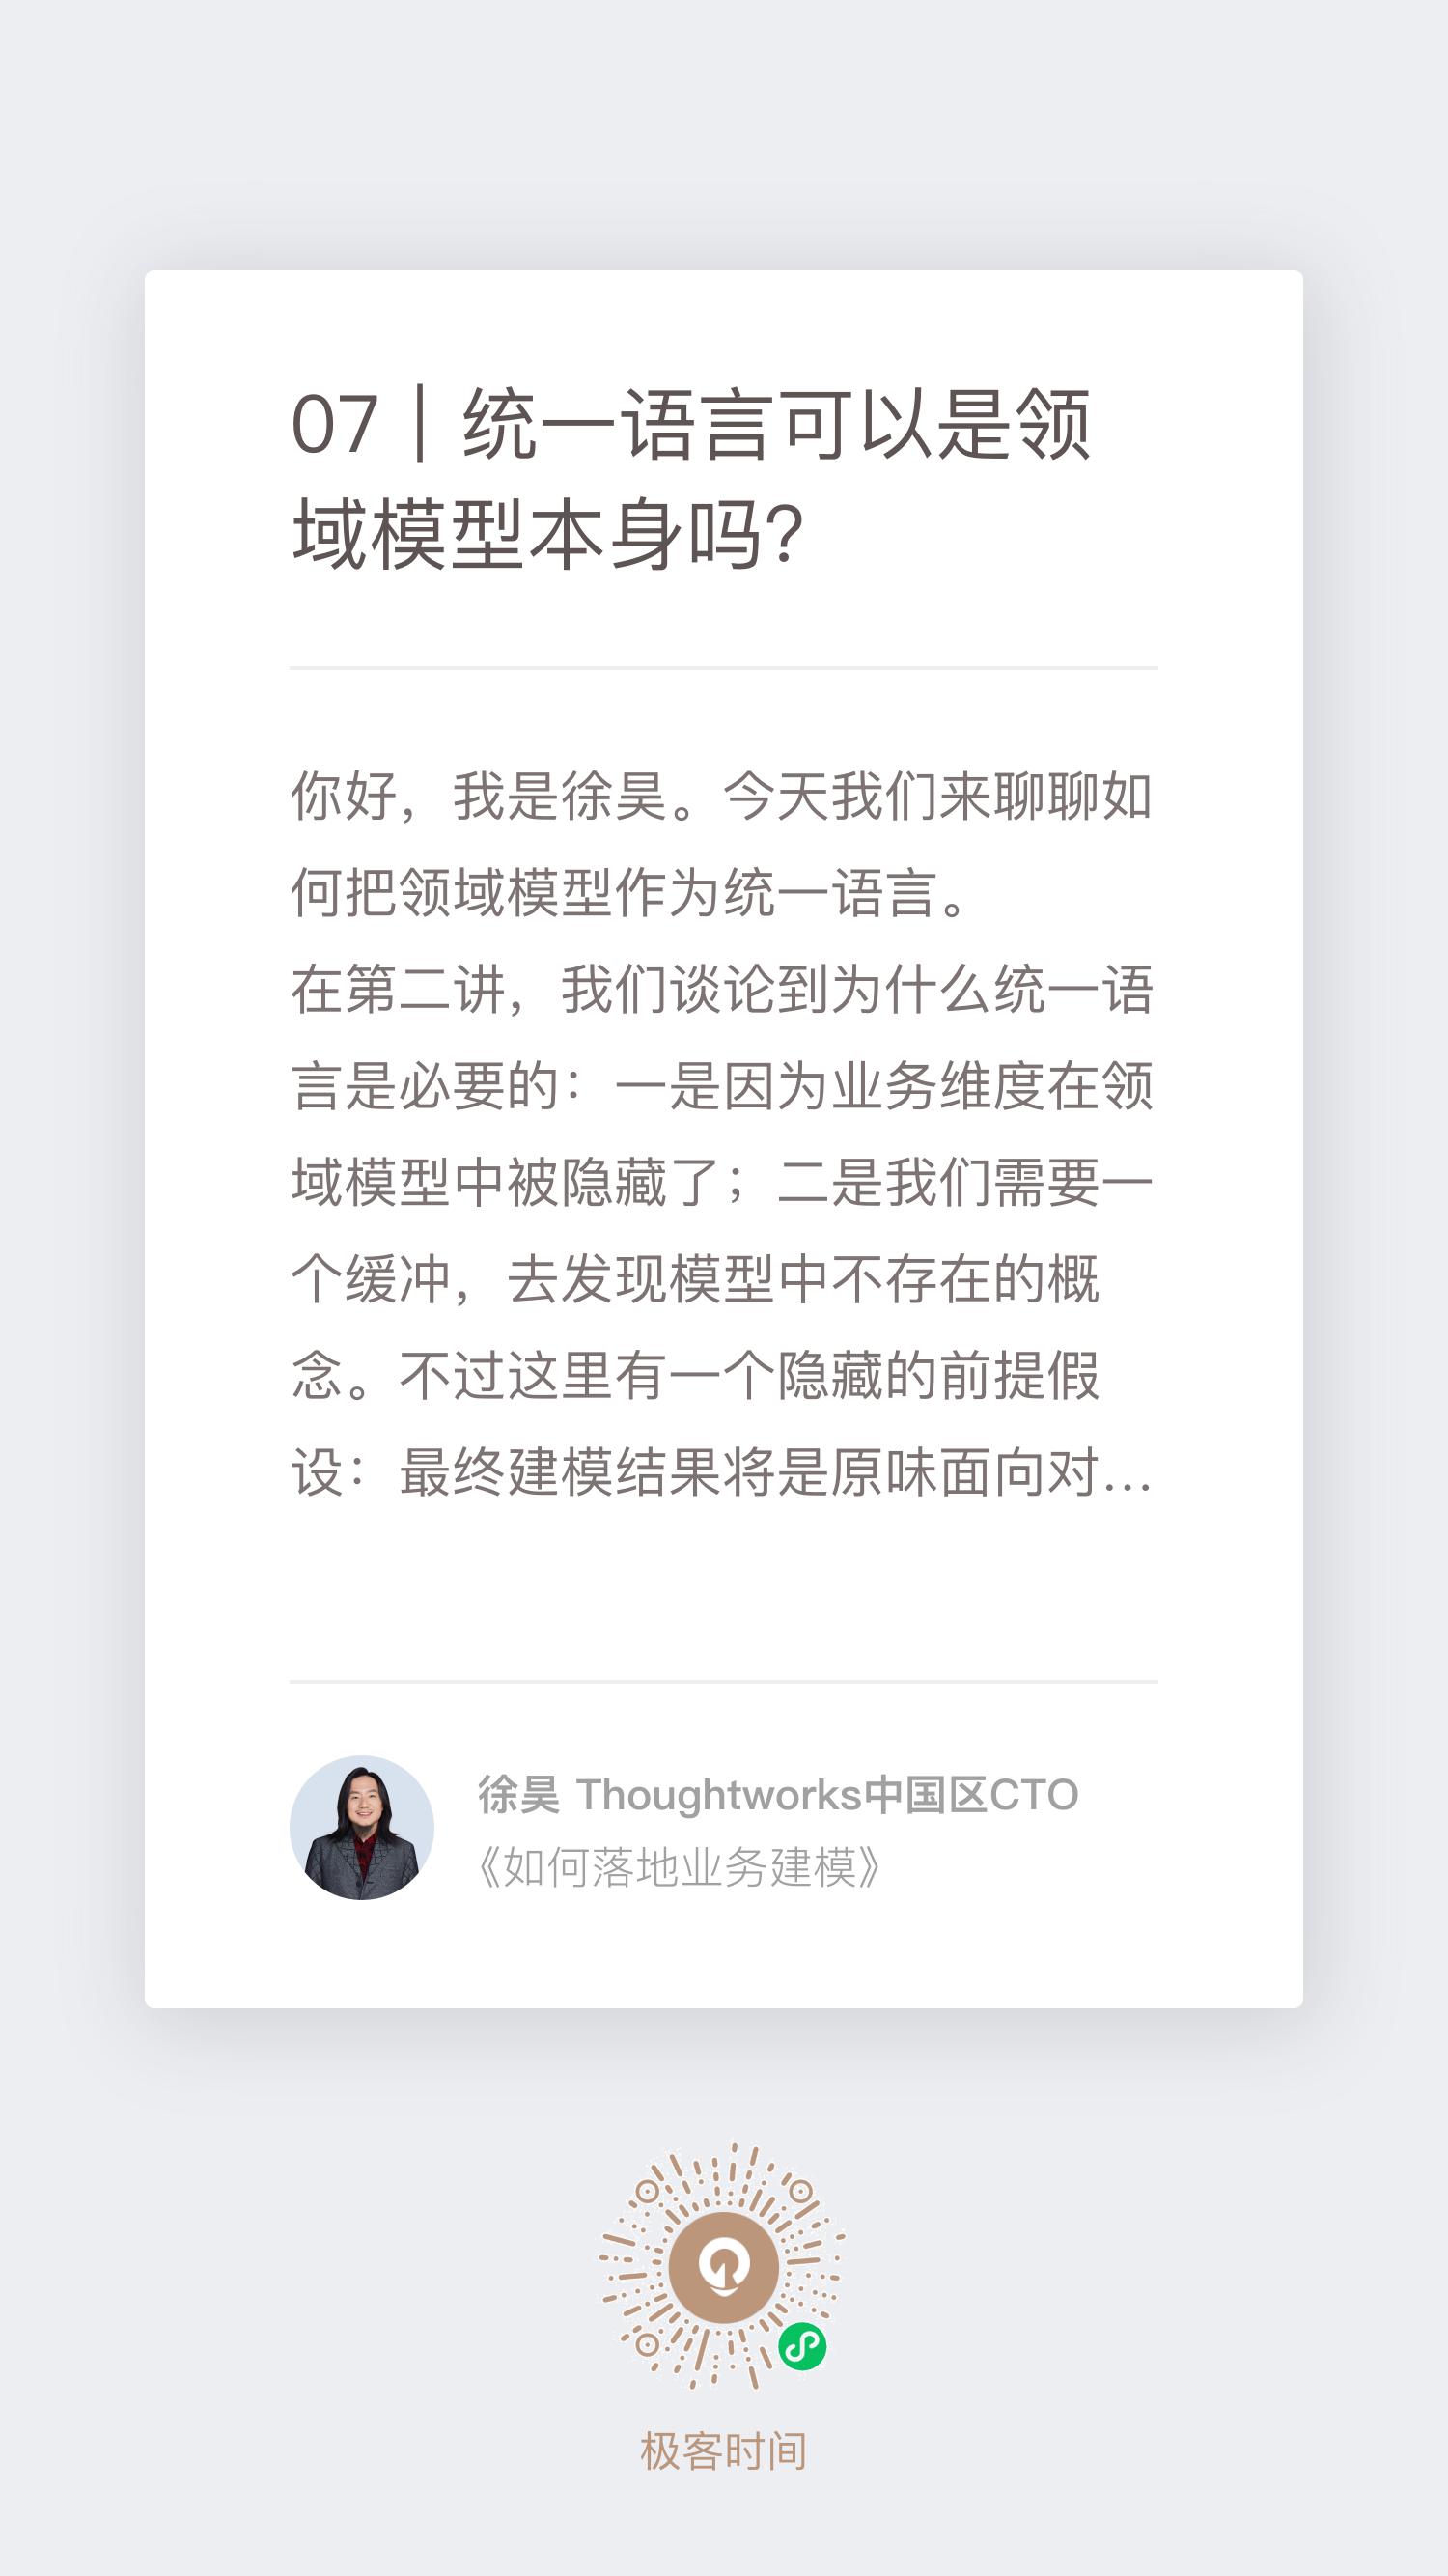 07｜统一语言可以是领
域模型本身吗？
你好，我是徐昊。今天我们来聊聊如
何把领域模型作为统一语言。
在第二讲，我们谈论到为什么统一语
言是必要的：一是因为业务维度在领
域模型中被隐藏了；二是我们需要一
个缓冲，去发现模型中不存在的概
念。不过这里有一个隐藏的前提假
设：最终建模结果将是原味面向对...
徐昊 Thoughtworks中国区CTO
《如何落地业务建模》
极客时间